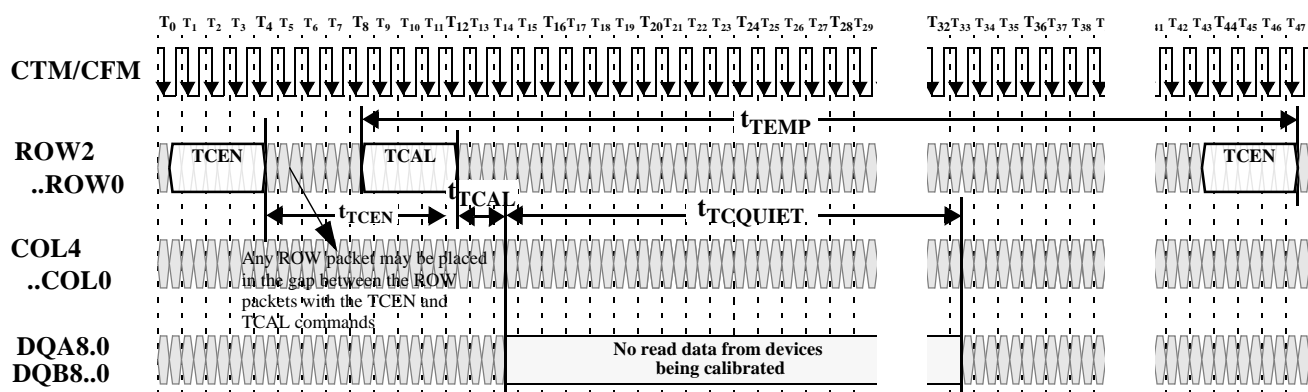 T0 T1 T2 T3 T4 T5 T6 T7 T8 T9 T10 T11 T12 T13 T14 T15 T16 T17 T18 T19 T20 T21 T22 T23 T24 T25 T26 T27 T28 T29 T32 T33 T34 T35 T36 T37 T38 T 41 T42 T43 T44 T45 T46 T47
CTM/CFM
tTEMP
ROW2
..ROW0
TCEN
TCAL
TCEN
tTCAL
tTCEN
tTCQUIET
COL4
..COL0
Any ROW packet may be placed
in the gap between the ROW
packets with the TCEN and
TCAL commands
DQA8.0
DQB8..0
No read data from devices
being calibrated